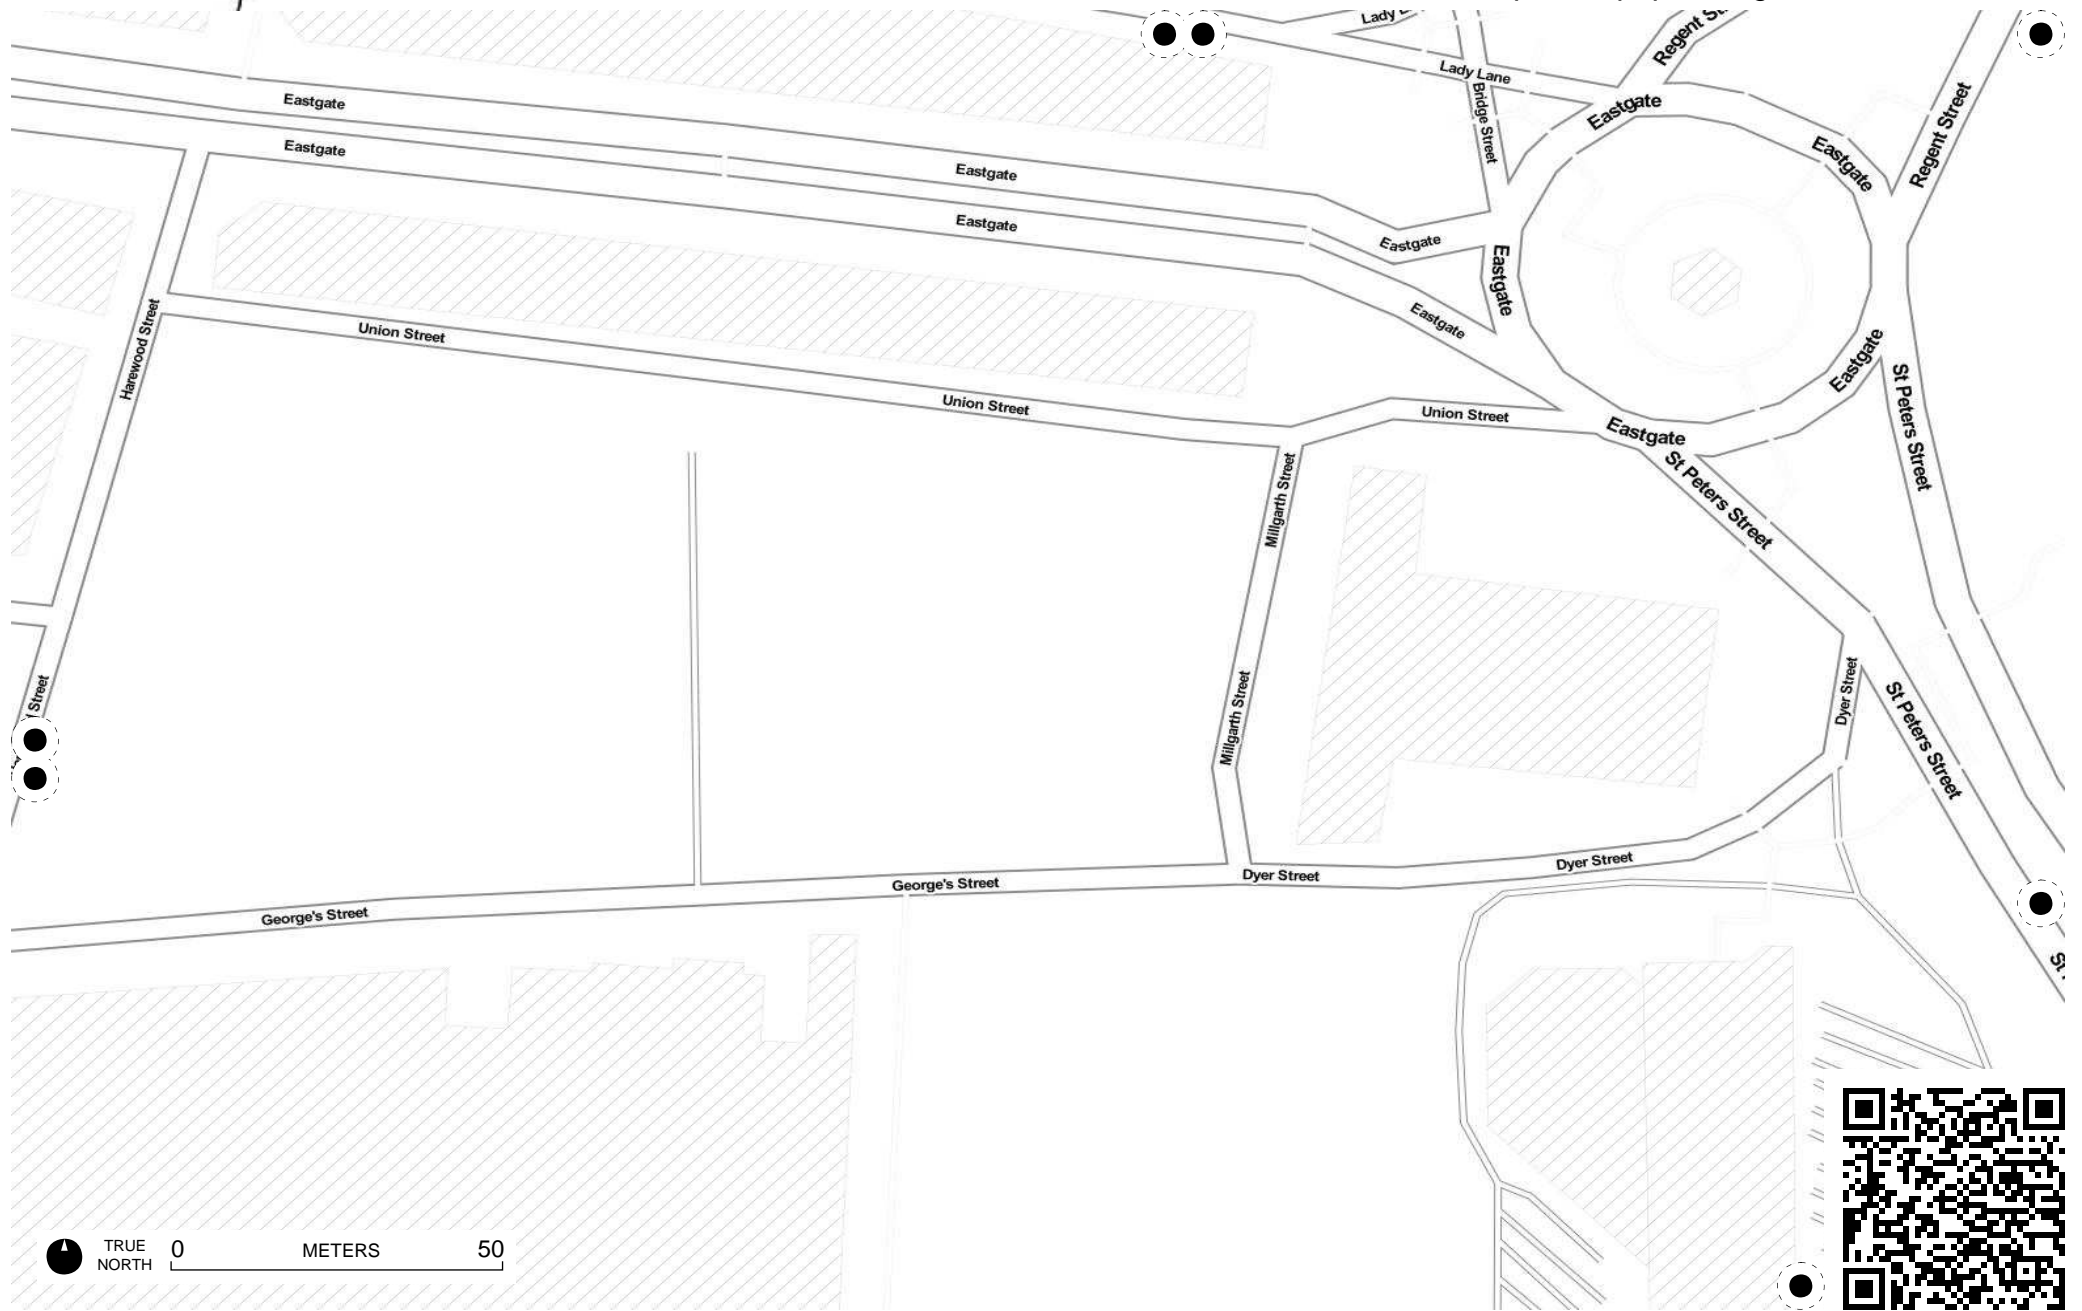 Lady
Regent
Lady Lane
Bridge Street
Eastgate
Regent Street
Eastgate
Eastgate
Eastgate
Eastgate
Eastgate
Eastgate
Eastgate
Eastgate
Harewood Street
Union Street
Eastgate
Union Street
Union Street
Eastgate
St Peters Street
Millgarth Street
St Peters Street
Street
Millgarth Street
Dyer Street
St Peters Street
George's Street
George's Street
Dyer Street
Dyer Street
St
TRUE
NORTH
0 METERS 50